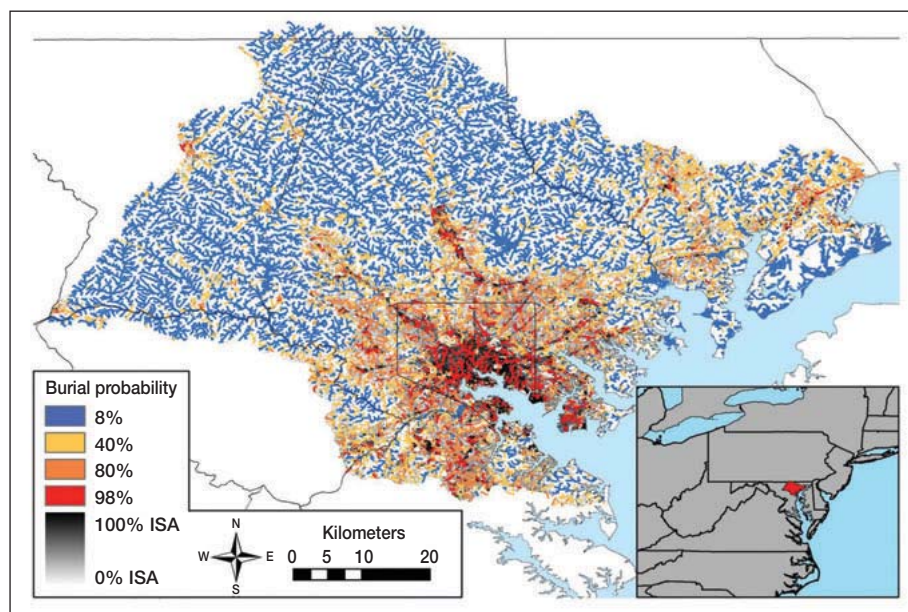 Burial probability
8%
40%
80%
98%
100% ISA
0% ISA
N
W E
S
Kilometers
0 5 10 20